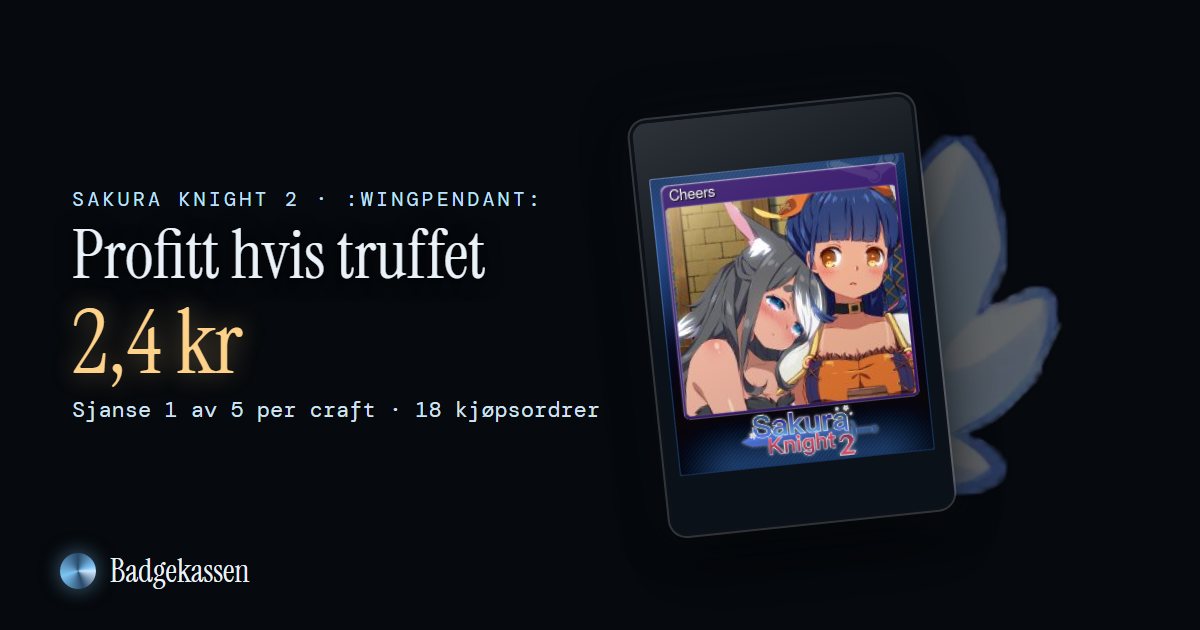 SAKURA KNIGHT 2 · :WINGPENDANT:
Profitt hvis truffet
2,4 kr
Sjanse 1 av 5 per craft · 18 kjøpsordrer
Badgekassen
Cheers
Sakura
Knight 2